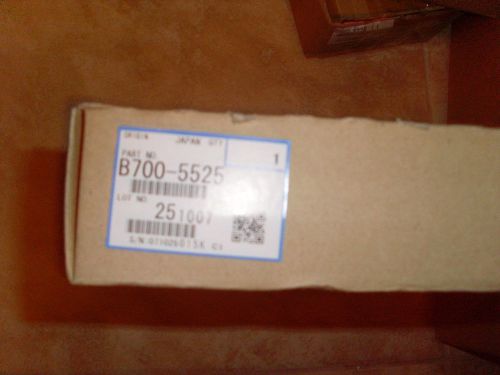 ORIGIN JAPAN QTY
1
PART NO.
B700-5525
LOT NO.
251007
S/N